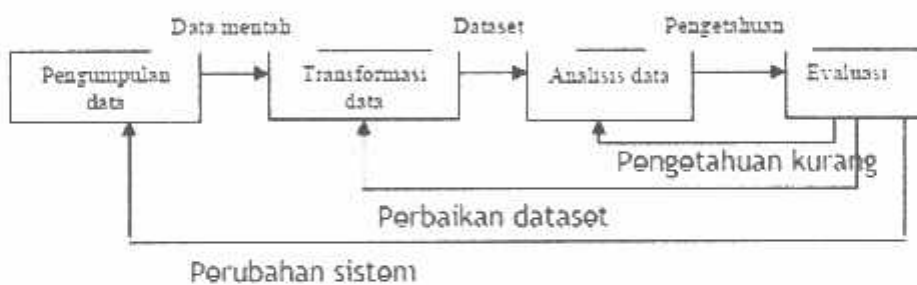 Data mentah
Dataset
Pengetahuan
Pengumpulan
data
Transformasi
data
Analisis data
Evaluasi
Pengetahuan kurang
Perbaikan dataset
Perubahan sistem